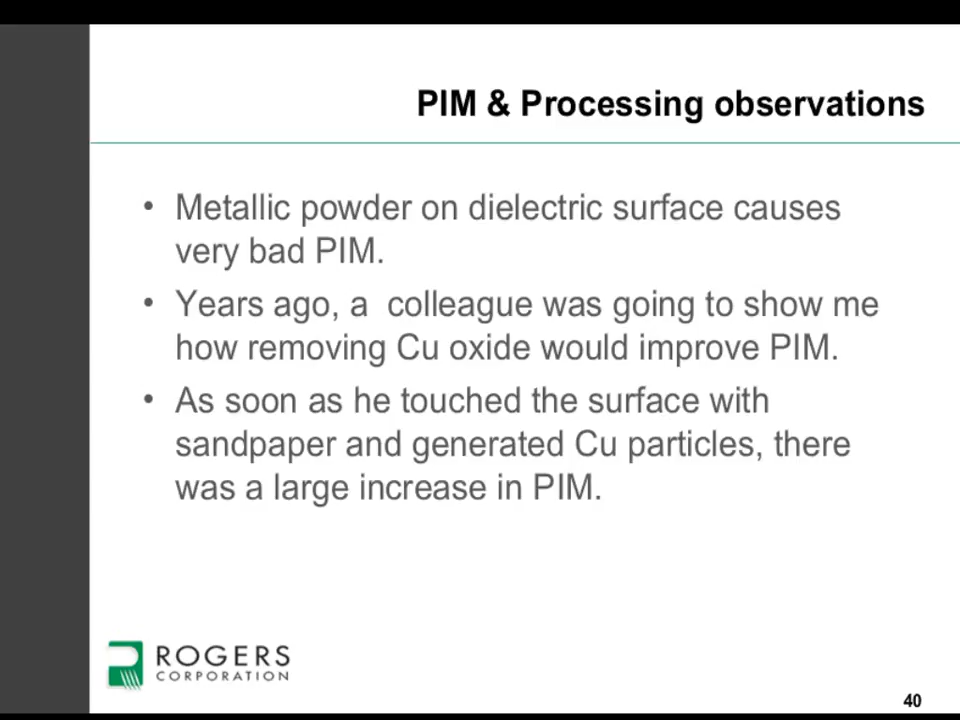 PIM & Processing observations
• Metallic powder on dielectric surface causes
very bad PIM.
• Years ago, a colleague was going to show me
how removing Cu oxide would improve PIM.
• As soon as he touched the surface with
sandpaper and generated Cu particles, there
was a large increase in PIM.
ROGERS
CORPORATION
40